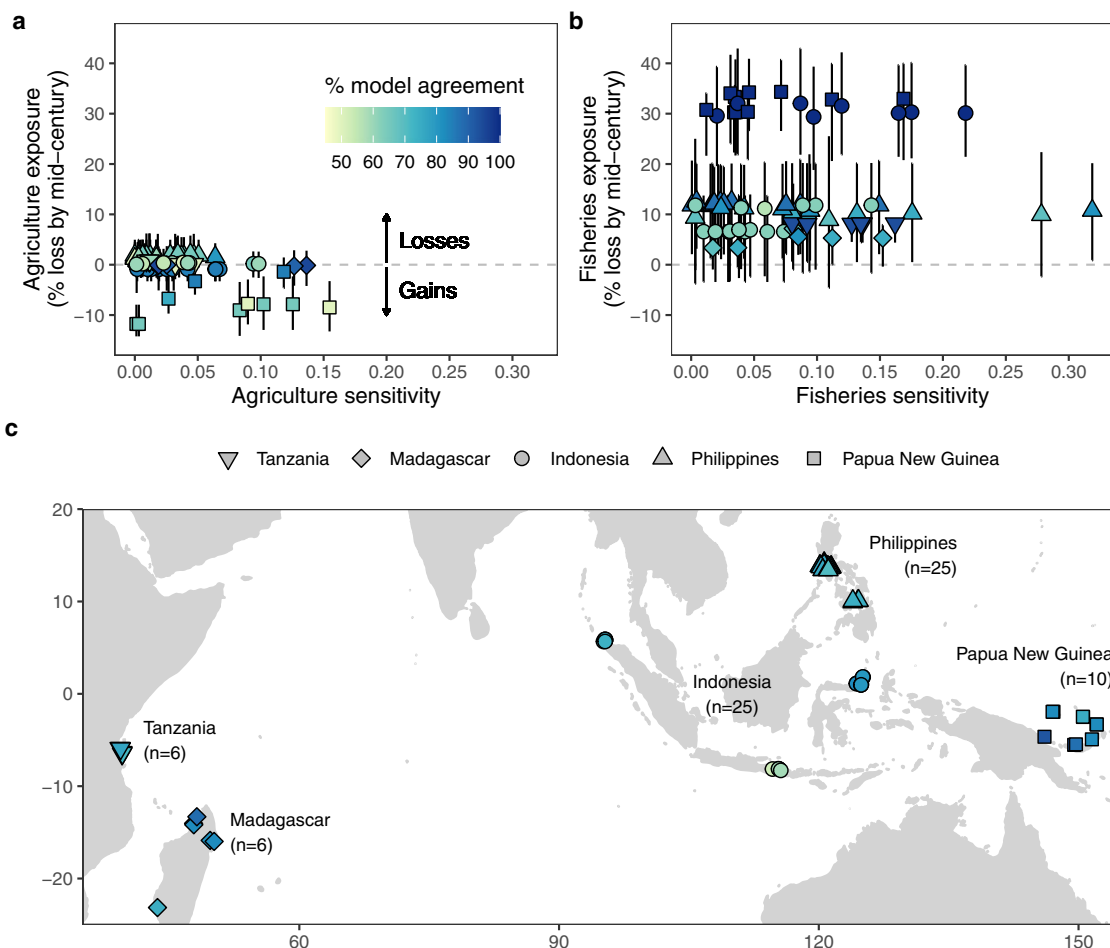 a
Agriculture exposure
(% loss by mid−century)
40
30
20
10
0
−10
% model agreement
50 60 70 80 90 100
Losses
Gains
0.00 0.05 0.10 0.15 0.20 0.25 0.30
Agriculture sensitivity
b
Fisheries exposure
(% loss by mid−century)
40
30
20
10
0
−10
0.00 0.05 0.10 0.15 0.20 0.25 0.30
Fisheries sensitivity
c
Tanzania Madagascar Indonesia Philippines Papua New Guinea
20
10
0
−10
−20
Philippines
(n=25)
Papua New Guinea
(n=10)
Indonesia
(n=25)
Tanzania
(n=6)
Madagascar
(n=6)
60 90 120 150